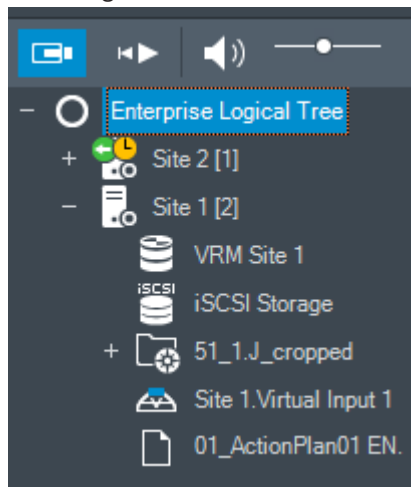 Enterprise Logical Tree
Site 2 [1]
Site 1 [2]
VRM Site 1
iSCSI
iSCSI Storage
51_1.J_cropped
Site 1.Virtual Input 1
01_ActionPlan01 EN.